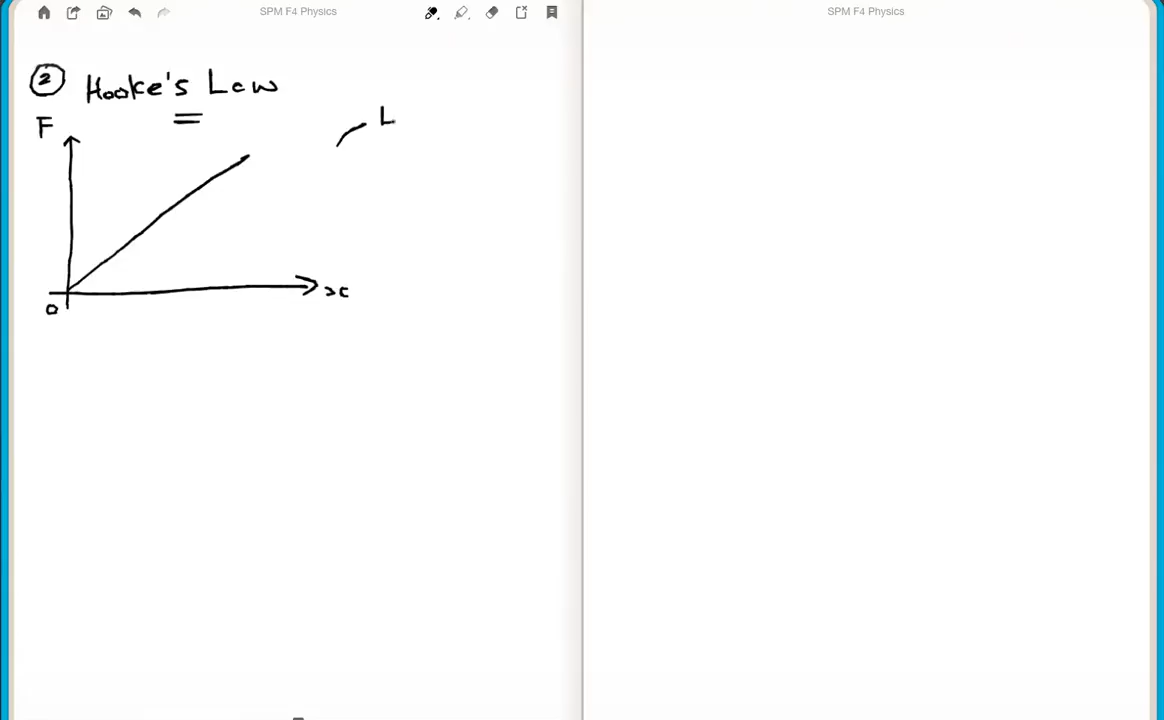 SPM F4 Physics
SPM F4 Physics
② Hooke's Law
F
L
x
0